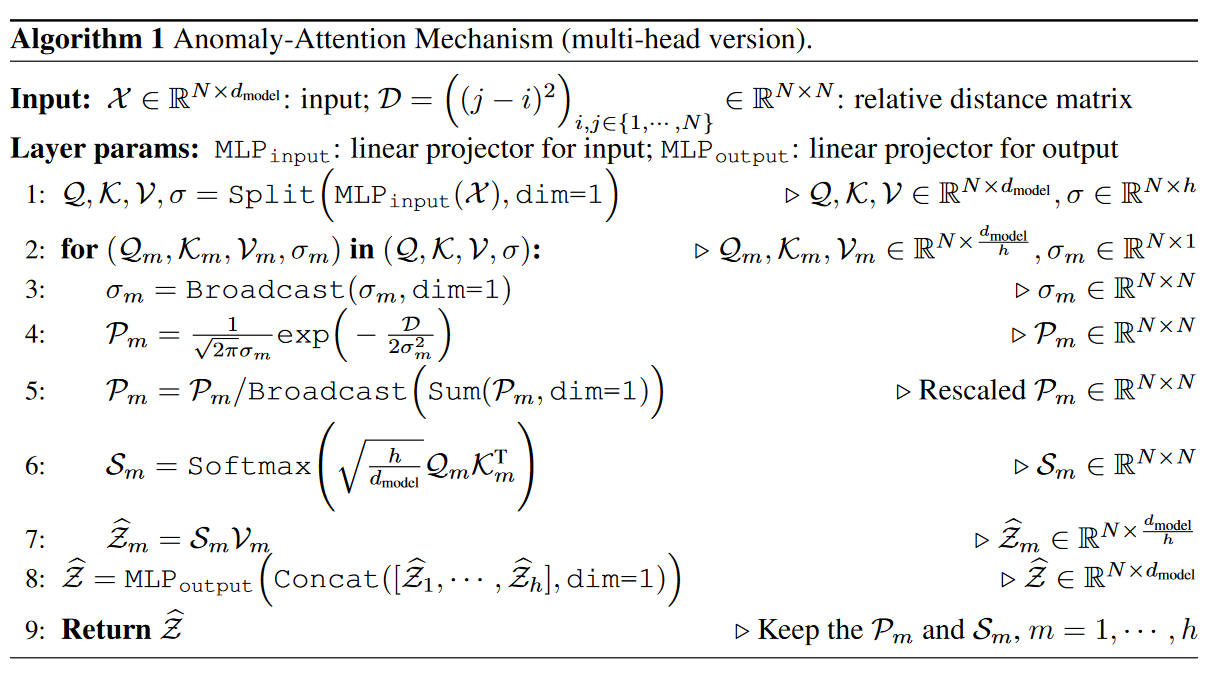 Algorithm 1 Anomaly-Attention Mechanism (multi-head version).
Input: $\mathcal{X} \in \mathbb{R}^{N \times d_{\text{model}}}$: input; $\mathcal{D} = \left((j-i)^2\right)_{i,j \in \{1,\cdots,N\}} \in \mathbb{R}^{N \times N}$: relative distance matrix
Layer params: $\texttt{MLP}_{\texttt{input}}$: linear projector for input; $\texttt{MLP}_{\texttt{output}}$: linear projector for output
1: $\mathcal{Q}, \mathcal{K}, \mathcal{V}, \sigma = \texttt{Split}\left(\texttt{MLP}_{\texttt{input}}(\mathcal{X}), \texttt{dim=1}\right)$ ▷ $\mathcal{Q}, \mathcal{K}, \mathcal{V} \in \mathbb{R}^{N \times d_{\text{model}}}, \sigma \in \mathbb{R}^{N \times h}$
2: for $(\mathcal{Q}_m, \mathcal{K}_m, \mathcal{V}_m, \sigma_m)$ in $(\mathcal{Q}, \mathcal{K}, \mathcal{V}, \sigma)$: ▷ $\mathcal{Q}_m, \mathcal{K}_m, \mathcal{V}_m \in \mathbb{R}^{N \times \frac{d_{\text{model}}}{h}}, \sigma_m \in \mathbb{R}^{N \times 1}$
3: $\sigma_m = \texttt{Broadcast}(\sigma_m, \texttt{dim=1})$ ▷ $\sigma_m \in \mathbb{R}^{N \times N}$
4: $\mathcal{P}_m = \frac{1}{\sqrt{2\pi}\sigma_m} \texttt{exp}\left(-\frac{\mathcal{D}}{2\sigma_m^2}\right)$ ▷ $\mathcal{P}_m \in \mathbb{R}^{N \times N}$
5: $\mathcal{P}_m = \mathcal{P}_m / \texttt{Broadcast}\left(\texttt{Sum}(\mathcal{P}_m, \texttt{dim=1})\right)$ ▷ Rescaled $\mathcal{P}_m \in \mathbb{R}^{N \times N}$
6: $\mathcal{S}_m = \texttt{Softmax}\left(\sqrt{\frac{h}{d_{\text{model}}}} \mathcal{Q}_m \mathcal{K}_m^{\text{T}}\right)$ ▷ $\mathcal{S}_m \in \mathbb{R}^{N \times N}$
7: $\widehat{\mathcal{Z}}_m = \mathcal{S}_m \mathcal{V}_m$ ▷ $\widehat{\mathcal{Z}}_m \in \mathbb{R}^{N \times \frac{d_{\text{model}}}{h}}$
8: $\widehat{\mathcal{Z}} = \texttt{MLP}_{\texttt{output}}\left(\texttt{Concat}([\widehat{\mathcal{Z}}_1, \cdots, \widehat{\mathcal{Z}}_h], \texttt{dim=1})\right)$ ▷ $\widehat{\mathcal{Z}} \in \mathbb{R}^{N \times d_{\text{model}}}$
9: Return $\widehat{\mathcal{Z}}$ ▷ Keep the $\mathcal{P}_m$ and $\mathcal{S}_m$, $m = 1, \cdots, h$